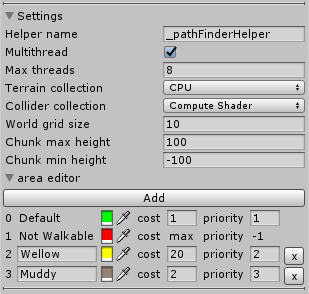 Settings
Helper name _pathFinderHelper
Multithread
Max threads 8
Terrain collection CPU
Collider collection Compute Shader
World grid size 10
Chunk max height 100
Chunk min height -100
area editor
Add
0 Default cost 1 priority 1
1 Not Walkable cost max priority -1
2 Wellow cost 20 priority 2 x
3 Muddy cost 2 priority 3 x